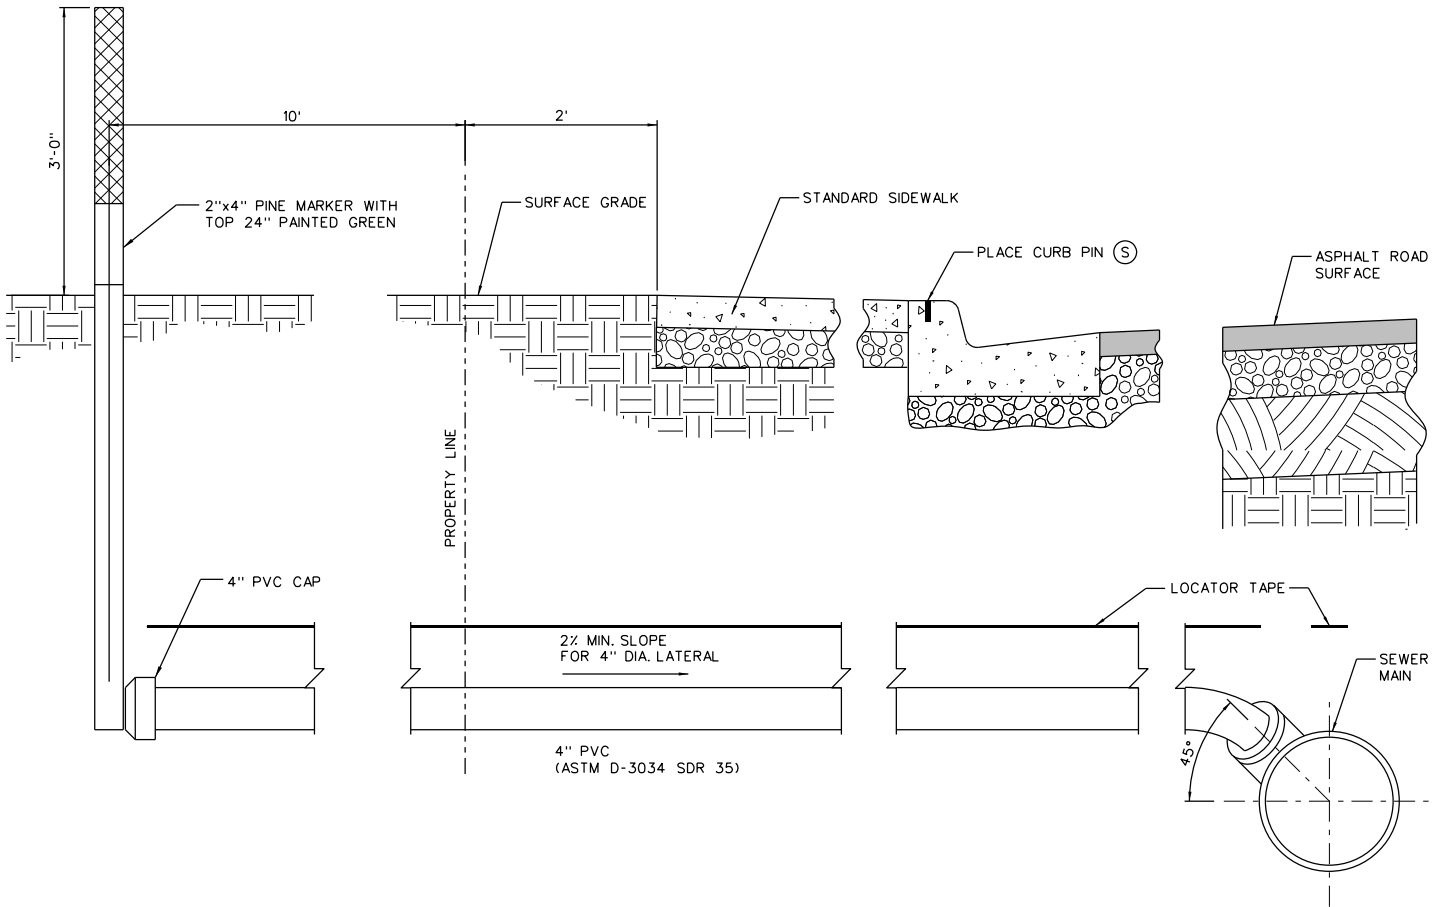 10'
2'
3'-0"
2"x4" PINE MARKER WITH
TOP 24" PAINTED GREEN
SURFACE GRADE
STANDARD SIDEWALK
PLACE CURB PIN S
ASPHALT ROAD
SURFACE
PROPERTY LINE
4" PVC CAP
LOCATOR TAPE
2% MIN. SLOPE
FOR 4" DIA. LATERAL
SEWER
MAIN
4" PVC
(ASTM D-3034 SDR 35)
45°